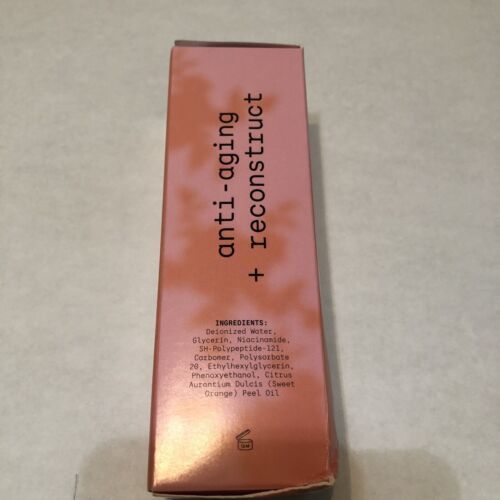 anti-aging
+ reconstruct
INGREDIENTS:
Deionized Water,
Glycerin, Niacinamide,
SH-Polypeptide-121,
Carbomer, Polysorbate
20, Ethylhexylglycerin,
Phenoxyethanol, Citrus
Aurantium Dulcis (Sweet
Orange) Peel Oil
12M